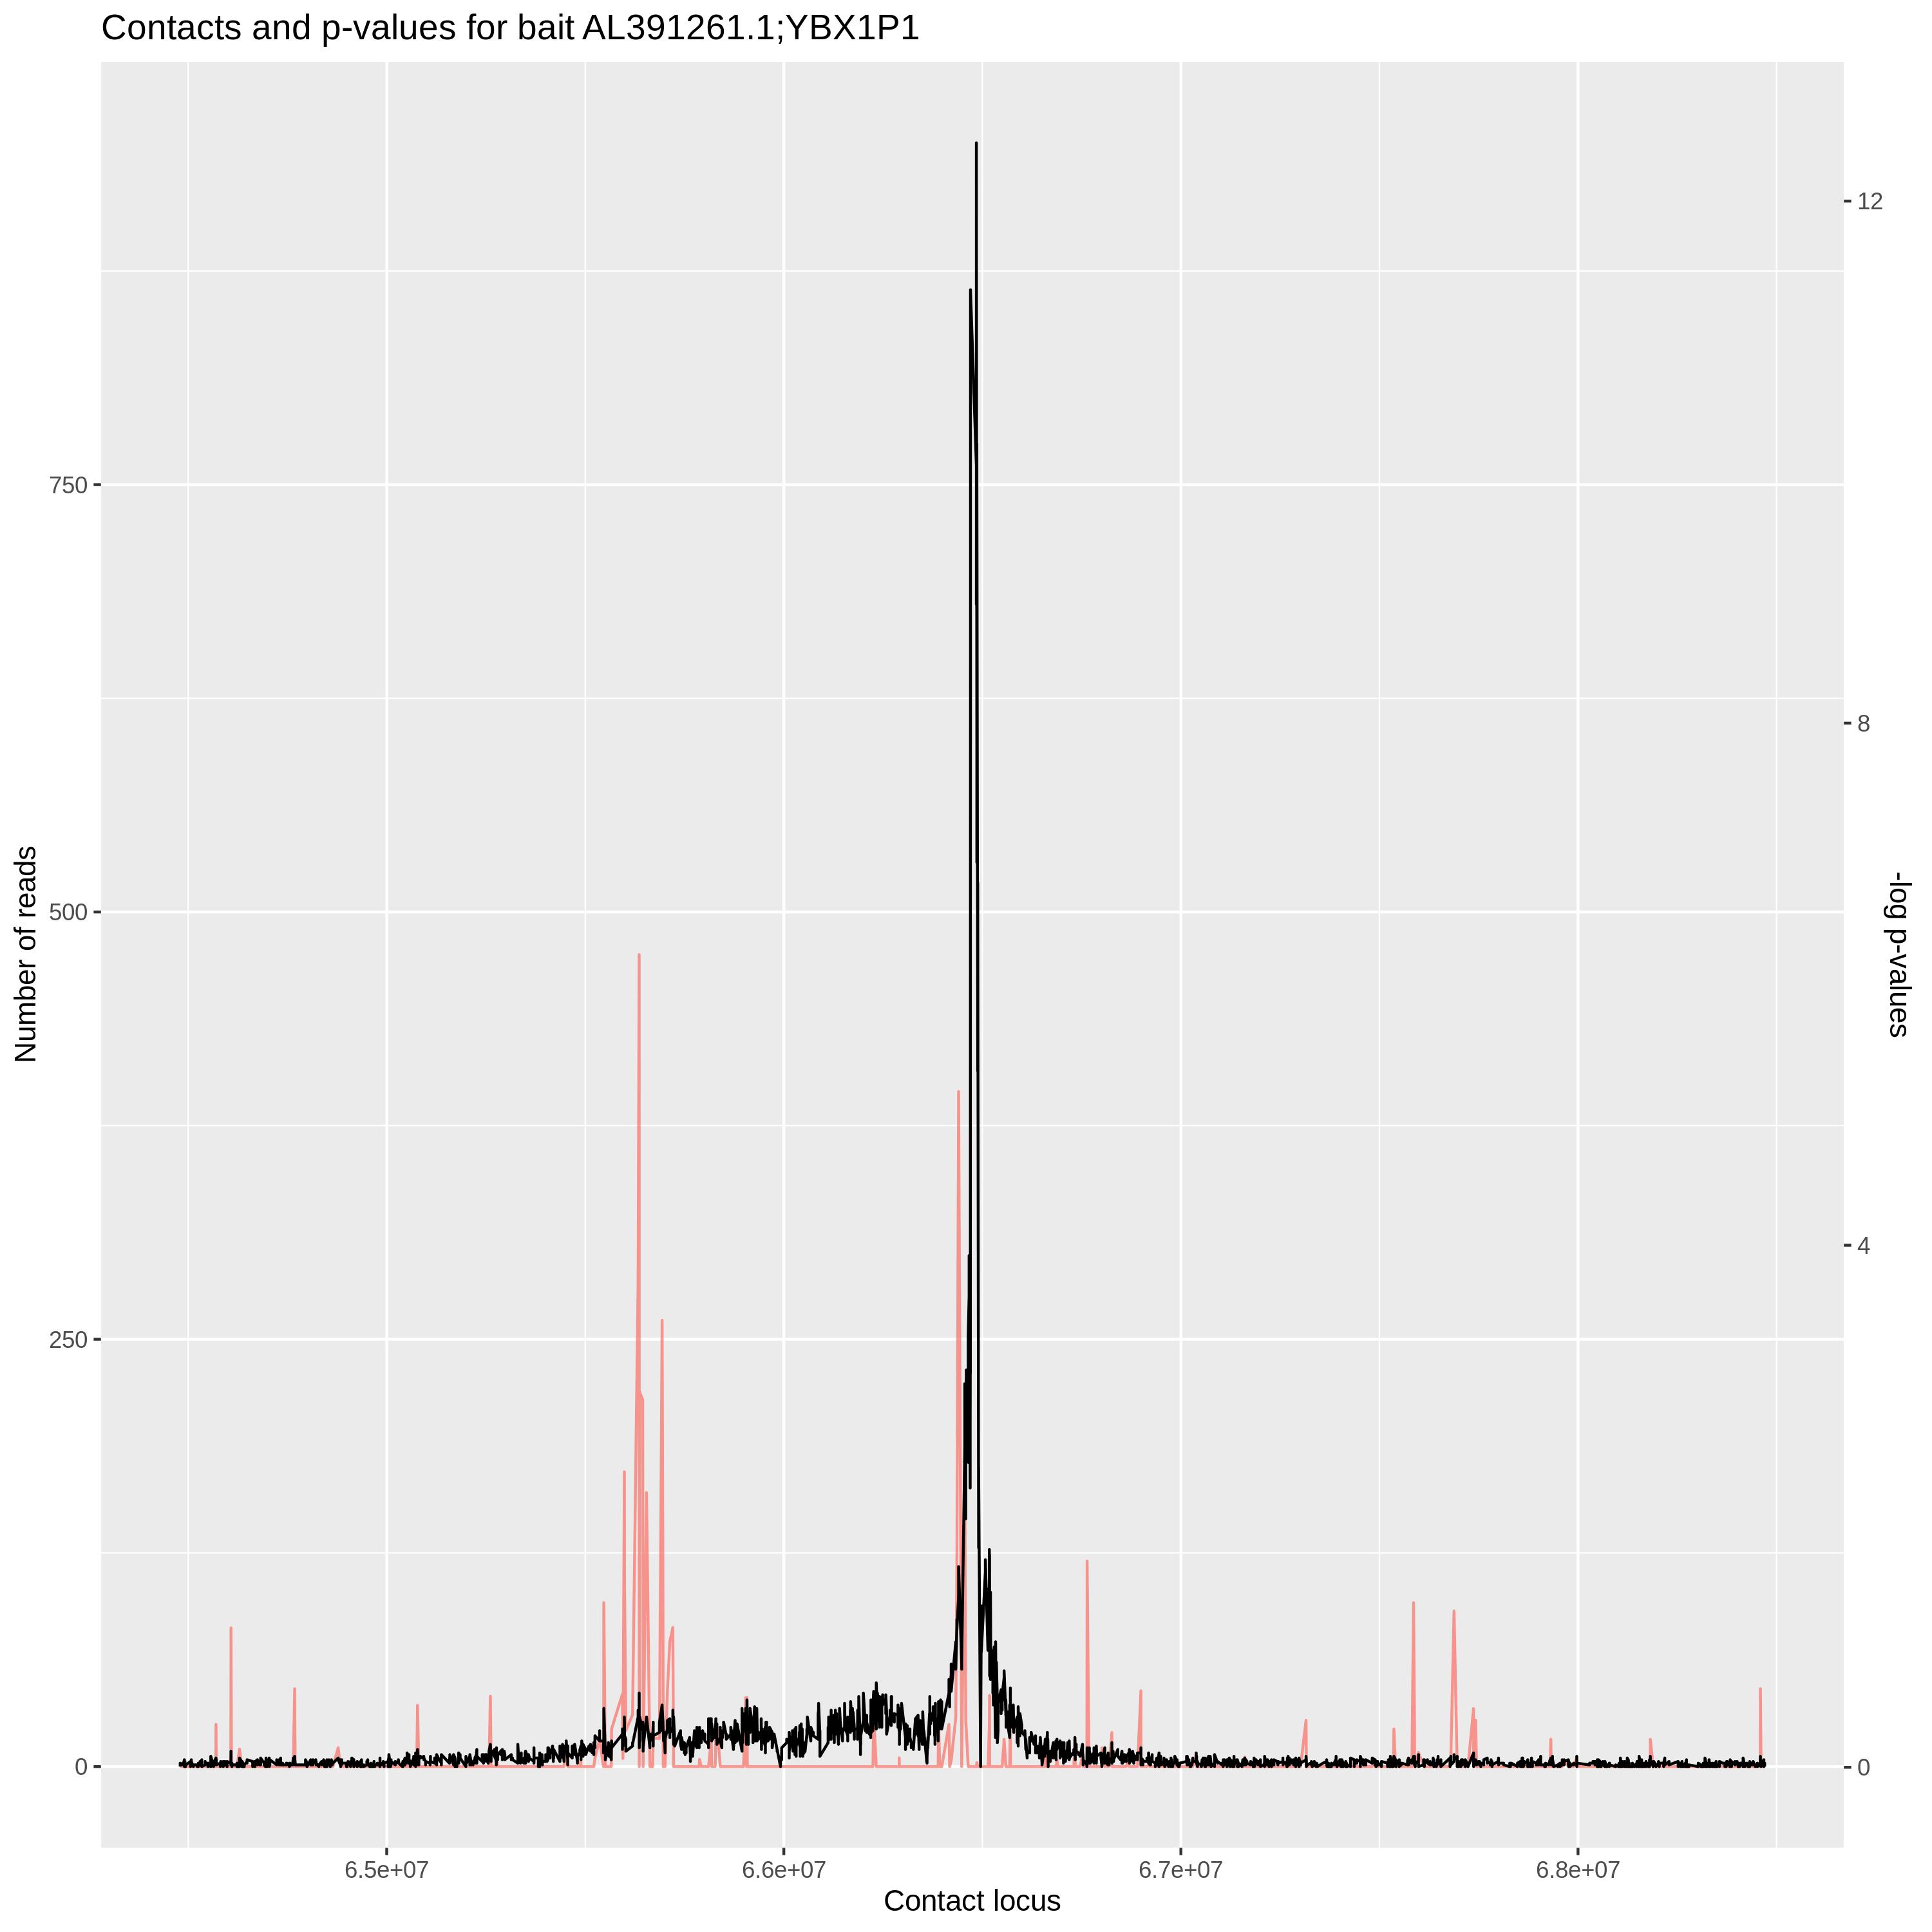 Contacts and p-values for bait AL391261.1;YBX1P1
Number of reads
750
500
250
0
12
8
4
0
-log p-values
6.5e+07
6.6e+07
6.7e+07
6.8e+07
Contact locus